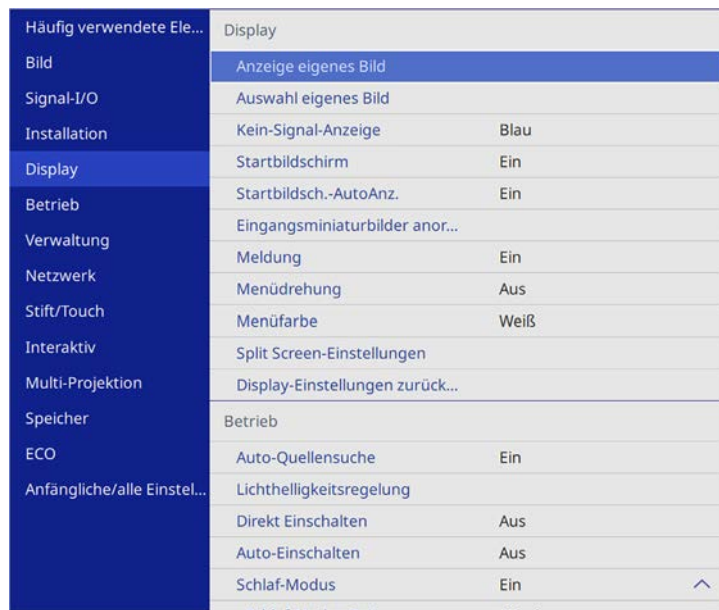 Häufig verwendete Ele...
Bild
Signal-I/O
Installation
Display
Betrieb
Verwaltung
Netzwerk
Stift/Touch
Interaktiv
Multi-Projektion
Speicher
ECO
Anfängliche/alle Einstel...
Display
Anzeige eigenes Bild
Auswahl eigenes Bild
Kein-Signal-Anzeige Blau
Startbildschirm Ein
Startbildsch.-AutoAnz. Ein
Eingangsminiaturbilder anor...
Meldung Ein
Menüdrehung Aus
Menüfarbe Weiß
Split Screen-Einstellungen
Display-Einstellungen zurück...
Betrieb
Auto-Quellensuche Ein
Lichthelligkeitsregelung
Direkt Einschalten Aus
Auto-Einschalten Aus
Schlaf-Modus Ein